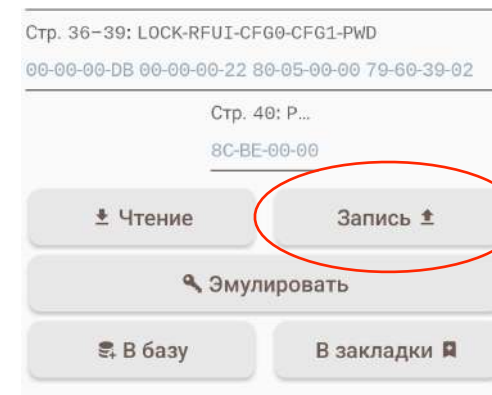 Стр. 36-39: LOCK-RFUI-CFG0-CFG1-PWD
00-00-00-DB 00-00-00-22 80-05-00-00 79-60-39-02
Стр. 40: P...
8C-BE-00-00
Чтение
Запись
Эмулировать
В базу
В закладки